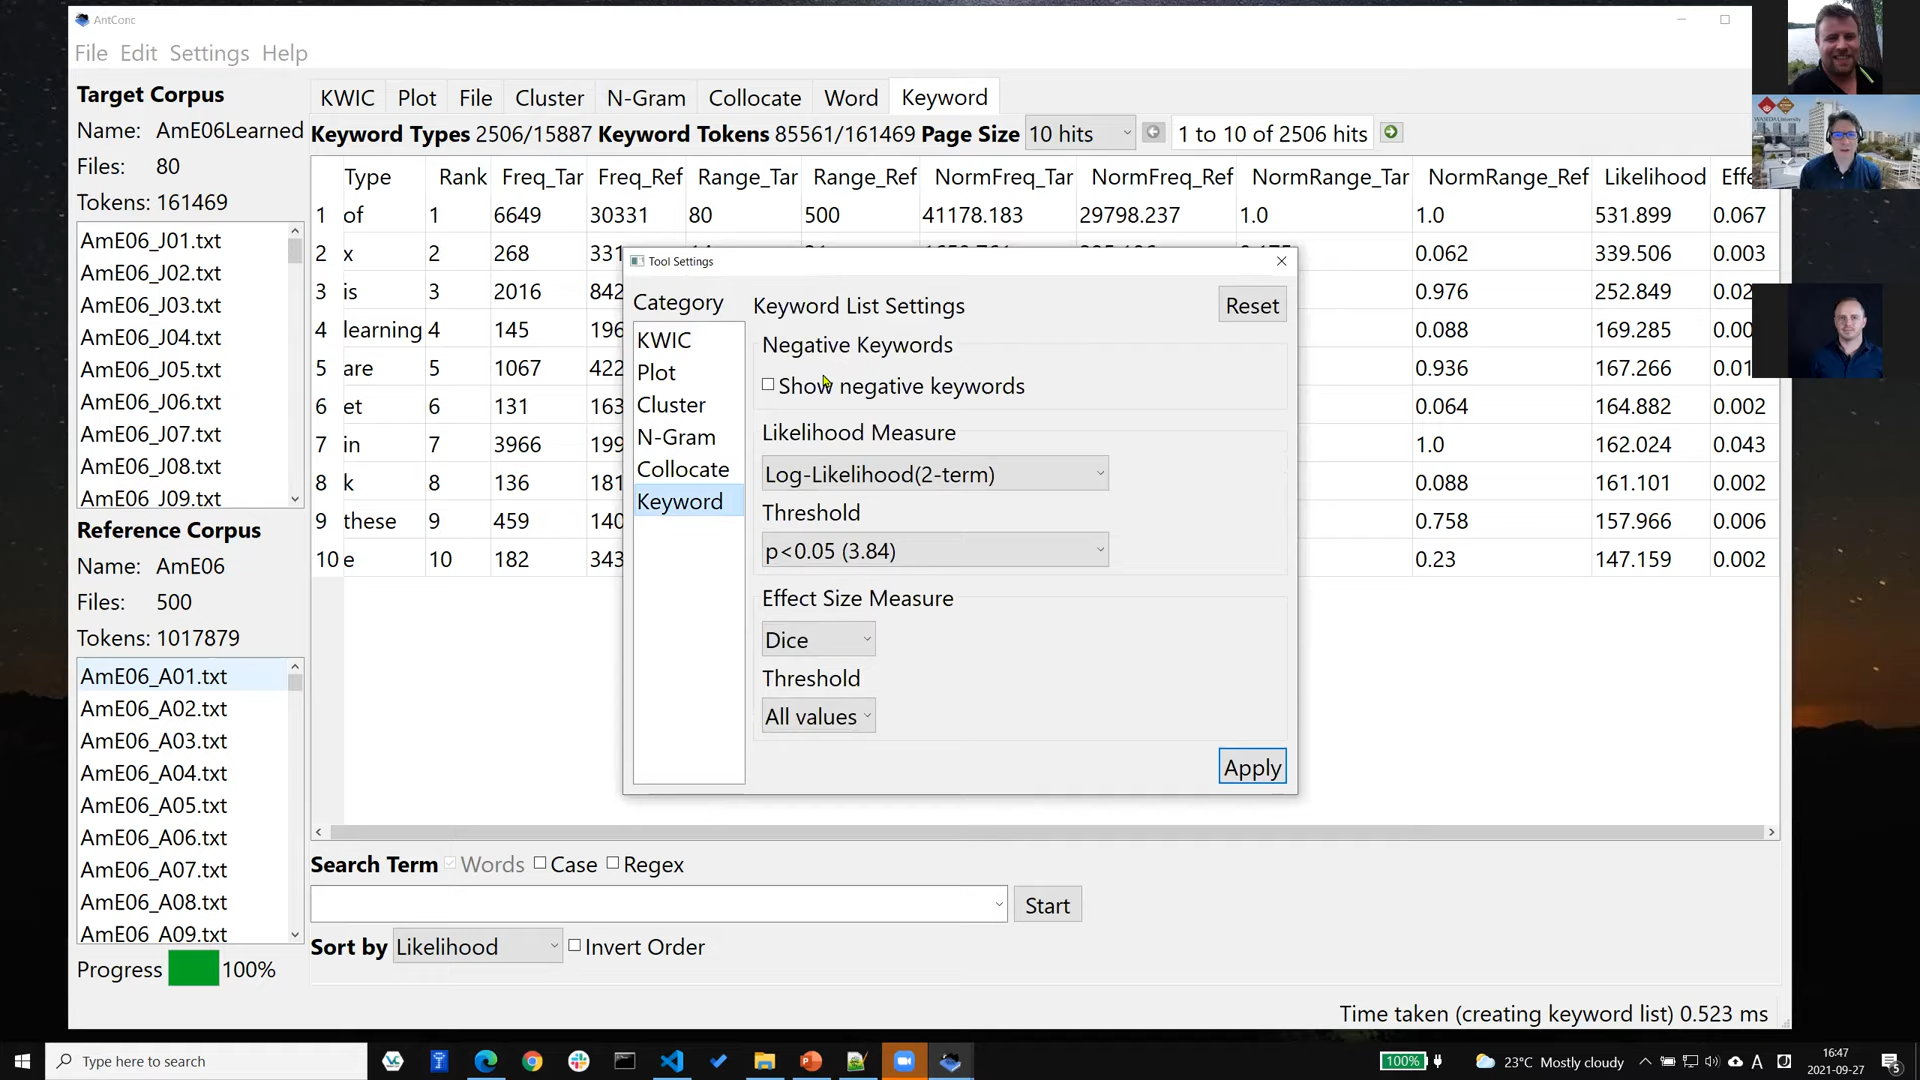 AntConc
File Edit Settings Help
Target Corpus
Name: AmE06Learned
Files: 80
Tokens: 161469
AmE06_J01.txt
AmE06_J02.txt
AmE06_J03.txt
AmE06_J04.txt
AmE06_J05.txt
AmE06_J06.txt
AmE06_J07.txt
AmE06_J08.txt
AmE06_J09.txt
Reference Corpus
Name: AmE06
Files: 500
Tokens: 1017879
AmE06_A01.txt
AmE06_A02.txt
AmE06_A03.txt
AmE06_A04.txt
AmE06_A05.txt
AmE06_A06.txt
AmE06_A07.txt
AmE06_A08.txt
AmE06_A09.txt
Progress 100%
KWIC Plot File Cluster N-Gram Collocate Word Keyword
Keyword Types 2506/15887 Keyword Tokens 85561/161469 Page Size 10 hits 1 to 10 of 2506 hits
Type Rank Freq_Tar Freq_Ref Range_Tar Range_Ref NormFreq_Tar NormFreq_Ref NormRange_Tar NormRange_Ref Likelihood Effe
1 of 1 6649 30331 80 500 41178.183 29798.237 1.0 1.0 531.899 0.067
2 x 2 268 331 0.062 339.506 0.003
3 is 3 2016 842 0.976 252.849 0.02
4 learning 4 145 196 0.088 169.285 0.00
5 are 5 1067 422 0.936 167.266 0.01
6 et 6 131 163 0.064 164.882 0.002
7 in 7 3966 199 1.0 162.024 0.043
8 k 8 136 181 0.088 161.101 0.002
9 these 9 459 140 0.758 157.966 0.006
10 e 10 182 343 0.23 147.159 0.002
Tool Settings
Category
KWIC
Plot
Cluster
N-Gram
Collocate
Keyword
Keyword List Settings Reset
Negative Keywords
Show negative keywords
Likelihood Measure
Log-Likelihood(2-term)
Threshold
p<0.05 (3.84)
Effect Size Measure
Dice
Threshold
All values
Apply
Search Term Words Case Regex
Start
Sort by Likelihood Invert Order
Time taken (creating keyword list) 0.523 ms
WASEDA University
Type here to search
100%
23°C Mostly cloudy
A
16:47
2021-09-27
5